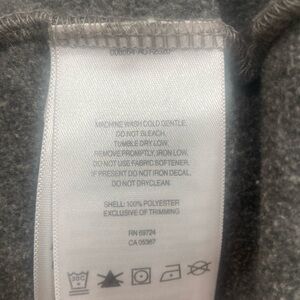 MACHINE WASH COLD GENTLE,
DO NOT BLEACH,
TUMBLE DRY LOW,
REMOVE PROMPTLY, IRON LOW,
DO NOT USE FABRIC SOFTENER.
IF PRESENT DO NOT IRON DECAL,
DO NOT DRYCLEAN.
SHELL: 100% POLYESTER
EXCLUSIVE OF TRIMMING
RN 69724
CA 05367
30C